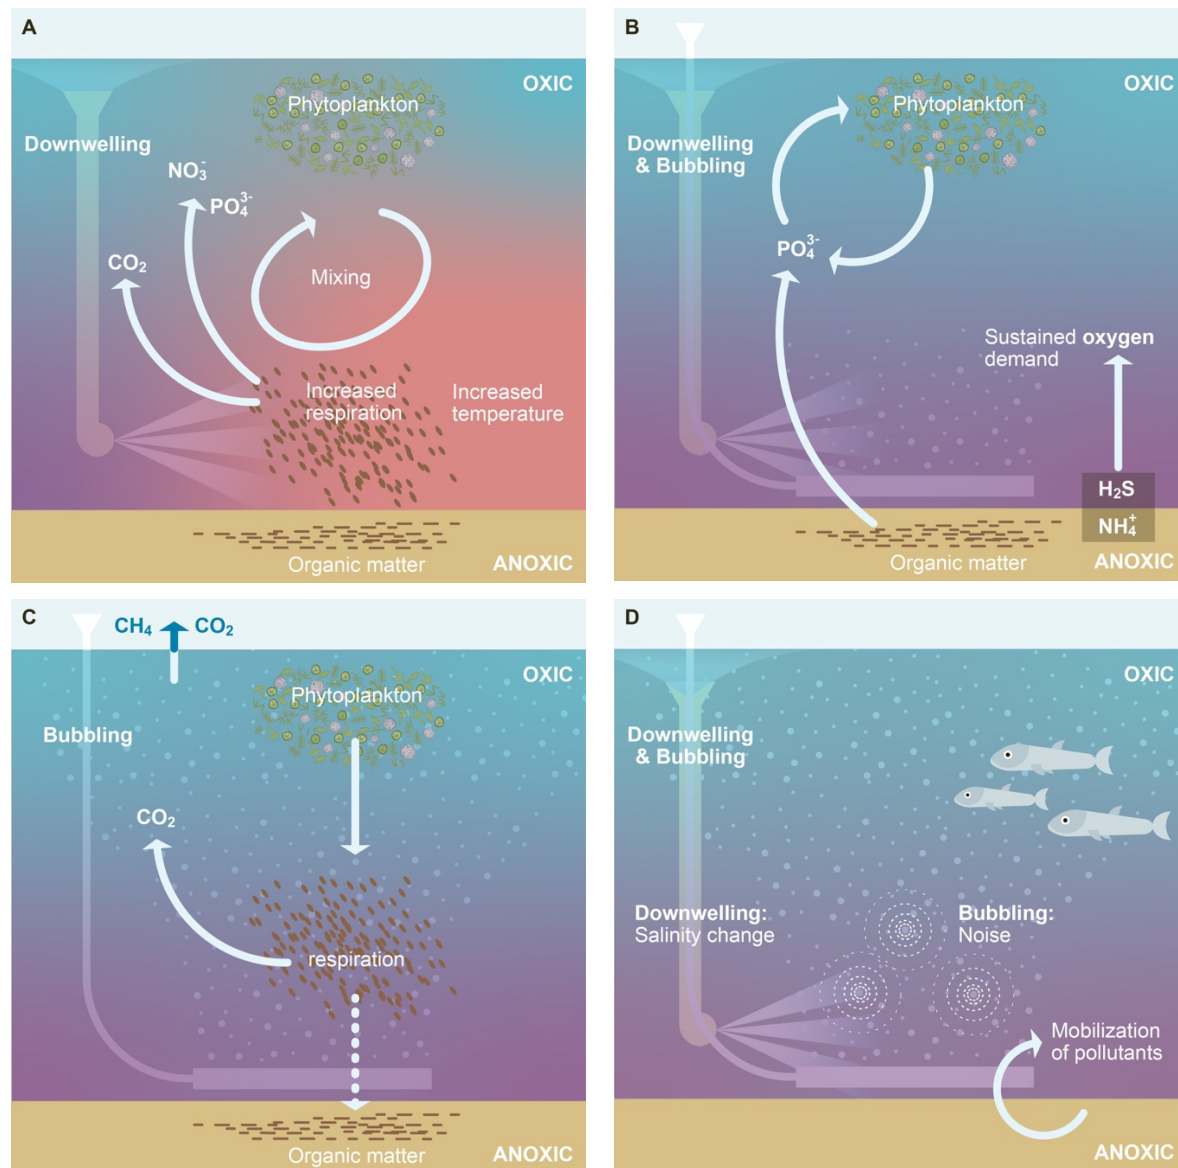 A
OXIC
Phytoplankton
Downwelling
NO₃⁻
PO₄³⁻
CO₂
Mixing
Increased
respiration
Increased
temperature
Organic matter
ANOXIC
B
OXIC
Phytoplankton
Downwelling
& Bubbling
PO₄³⁻
Sustained oxygen
demand
H₂S
NH₄⁺
Organic matter
ANOXIC
C
CH₄ CO₂
OXIC
Phytoplankton
Bubbling
CO₂
respiration
Organic matter
ANOXIC
D
OXIC
Downwelling
& Bubbling
Downwelling:
Salinity change
Bubbling:
Noise
Mobilization
of pollutants
ANOXIC